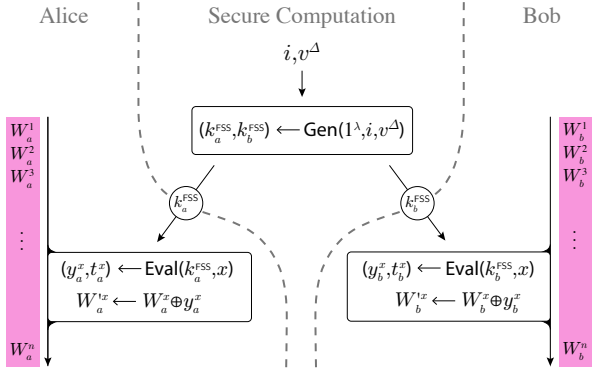 Alice Secure Computation Bob
i,v^Δ
(k_a^FSS,k_b^FSS) ⟵ Gen(1^λ,i,v^Δ)
W_a^1
W_a^2
W_a^3
⋮
W_a^n
W_b^1
W_b^2
W_b^3
⋮
W_b^n
k_a^FSS
k_b^FSS
(y_a^x,t_a^x) ⟵ Eval(k_a^FSS,x)
W_a^'x ⟵ W_a^x⊕y_a^x
(y_b^x,t_b^x) ⟵ Eval(k_b^FSS,x)
W_b^'x ⟵ W_b^x⊕y_b^x